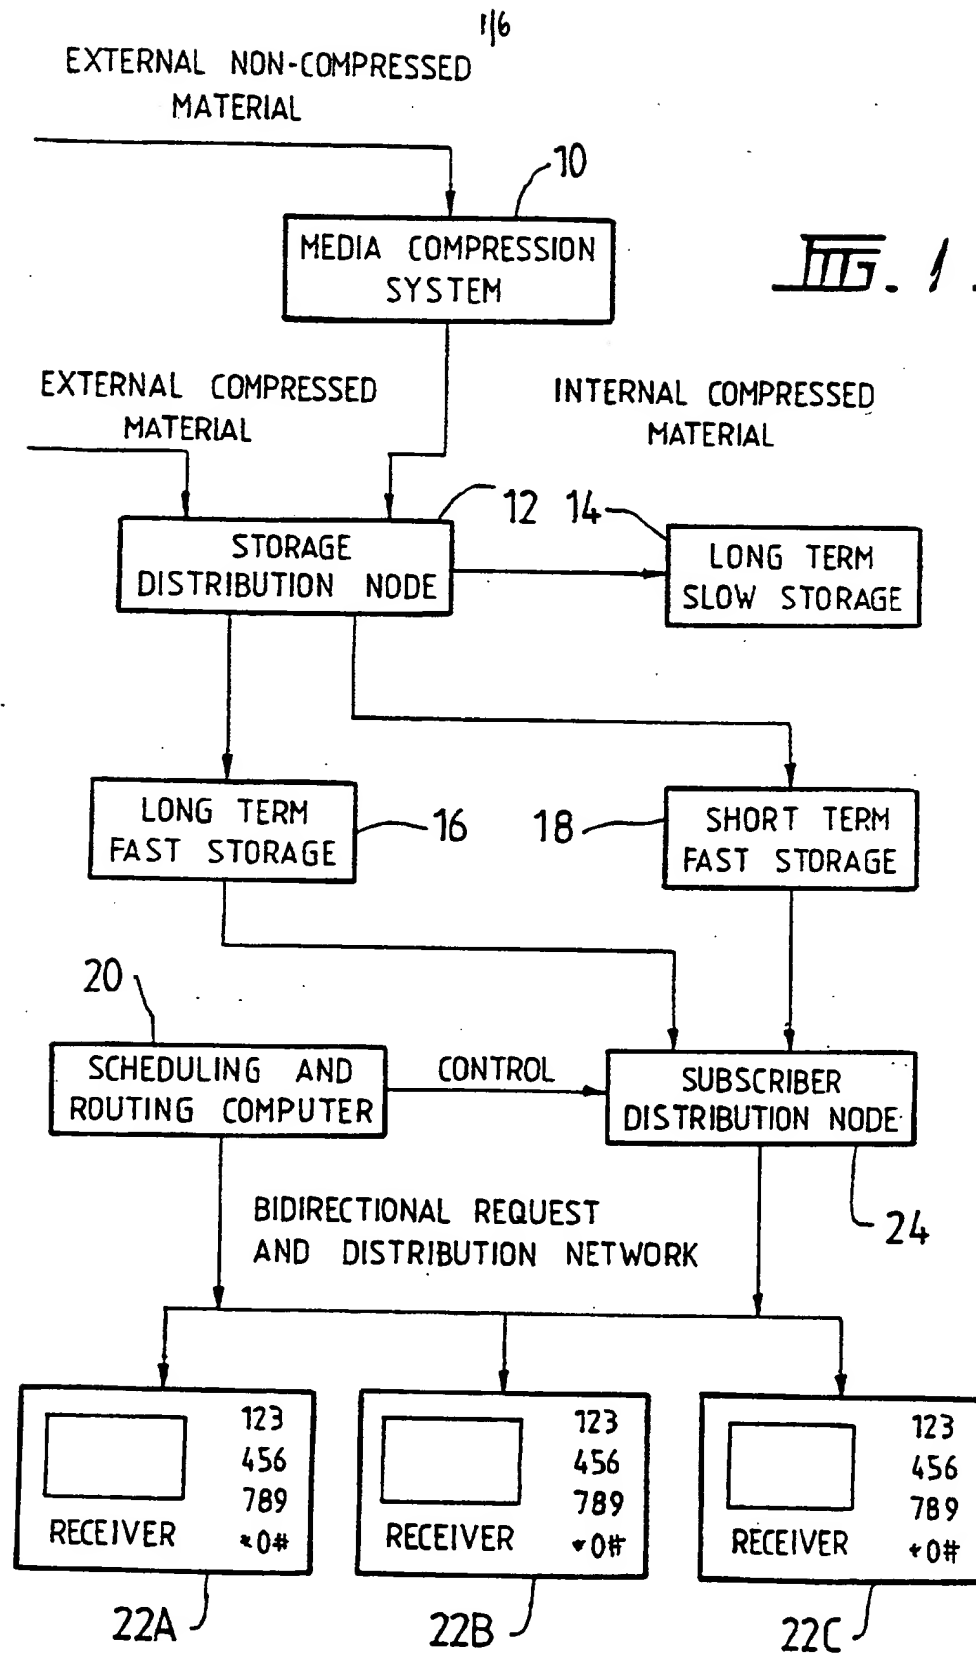 1/6
EXTERNAL NON-COMPRESSED
MATERIAL
10
MEDIA COMPRESSION
SYSTEM
FIG. 1.
EXTERNAL COMPRESSED
MATERIAL
INTERNAL COMPRESSED
MATERIAL
12
14
STORAGE
DISTRIBUTION NODE
LONG TERM
SLOW STORAGE
LONG TERM
FAST STORAGE
16
18
SHORT TERM
FAST STORAGE
20
SCHEDULING AND
ROUTING COMPUTER
CONTROL
SUBSCRIBER
DISTRIBUTION NODE
24
BIDIRECTIONAL REQUEST
AND DISTRIBUTION NETWORK
123
456
789
*0#
RECEIVER
22A
123
456
789
*0#
RECEIVER
22B
123
456
789
*0#
RECEIVER
22C